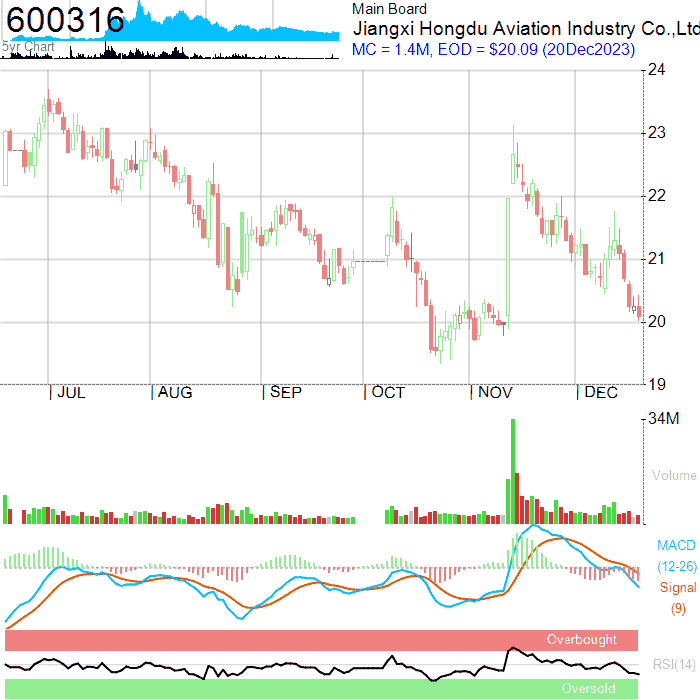 600316
5yr Chart
Main Board
Jiangxi Hongdu Aviation Industry Co.,Ltd
MC = 1.4M, EOD = $20.09 (20Dec2023)
24
23
22
21
20
19
JUL AUG SEP OCT NOV DEC
34M
Volume
MACD
(12-26)
Signal
(9)
Overbought
RSI(14)
Oversold